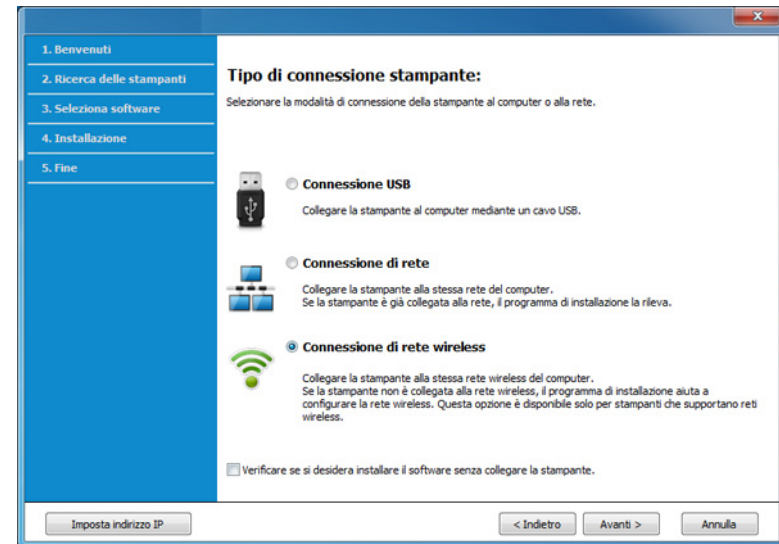 1. Benvenuti
2. Ricerca delle stampanti
3. Seleziona software
4. Installazione
5. Fine
Tipo di connessione stampante:
Selezionare la modalità di connessione della stampante al computer o alla rete.
Connessione USB
Collegare la stampante al computer mediante un cavo USB.
Connessione di rete
Collegare la stampante alla stessa rete del computer.
Se la stampante è già collegata alla rete, il programma di installazione la rileva.
Connessione di rete wireless
Collegare la stampante alla stessa rete wireless del computer.
Se la stampante non è collegata alla rete wireless, il programma di installazione aiuta a
configurare la rete wireless. Questa opzione è disponibile solo per stampanti che supportano reti
wireless.
Verificare se si desidera installare il software senza collegare la stampante.
Imposta indirizzo IP
< Indietro
Avanti >
Annulla